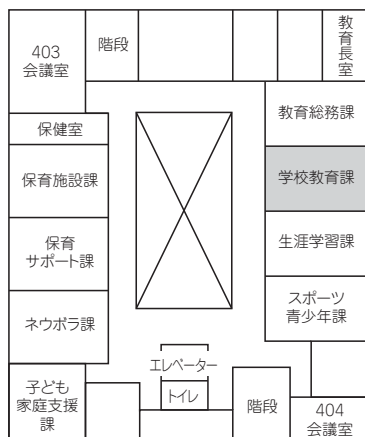 403
会議室
階段
教育長室
保健室
教育総務課
保育施設課
学校教育課
保育
サポート課
生涯学習課
ネウボラ課
スポーツ
青少年課
エレベーター
トイレ
子ども
家庭支援
課
階段
404
会議室